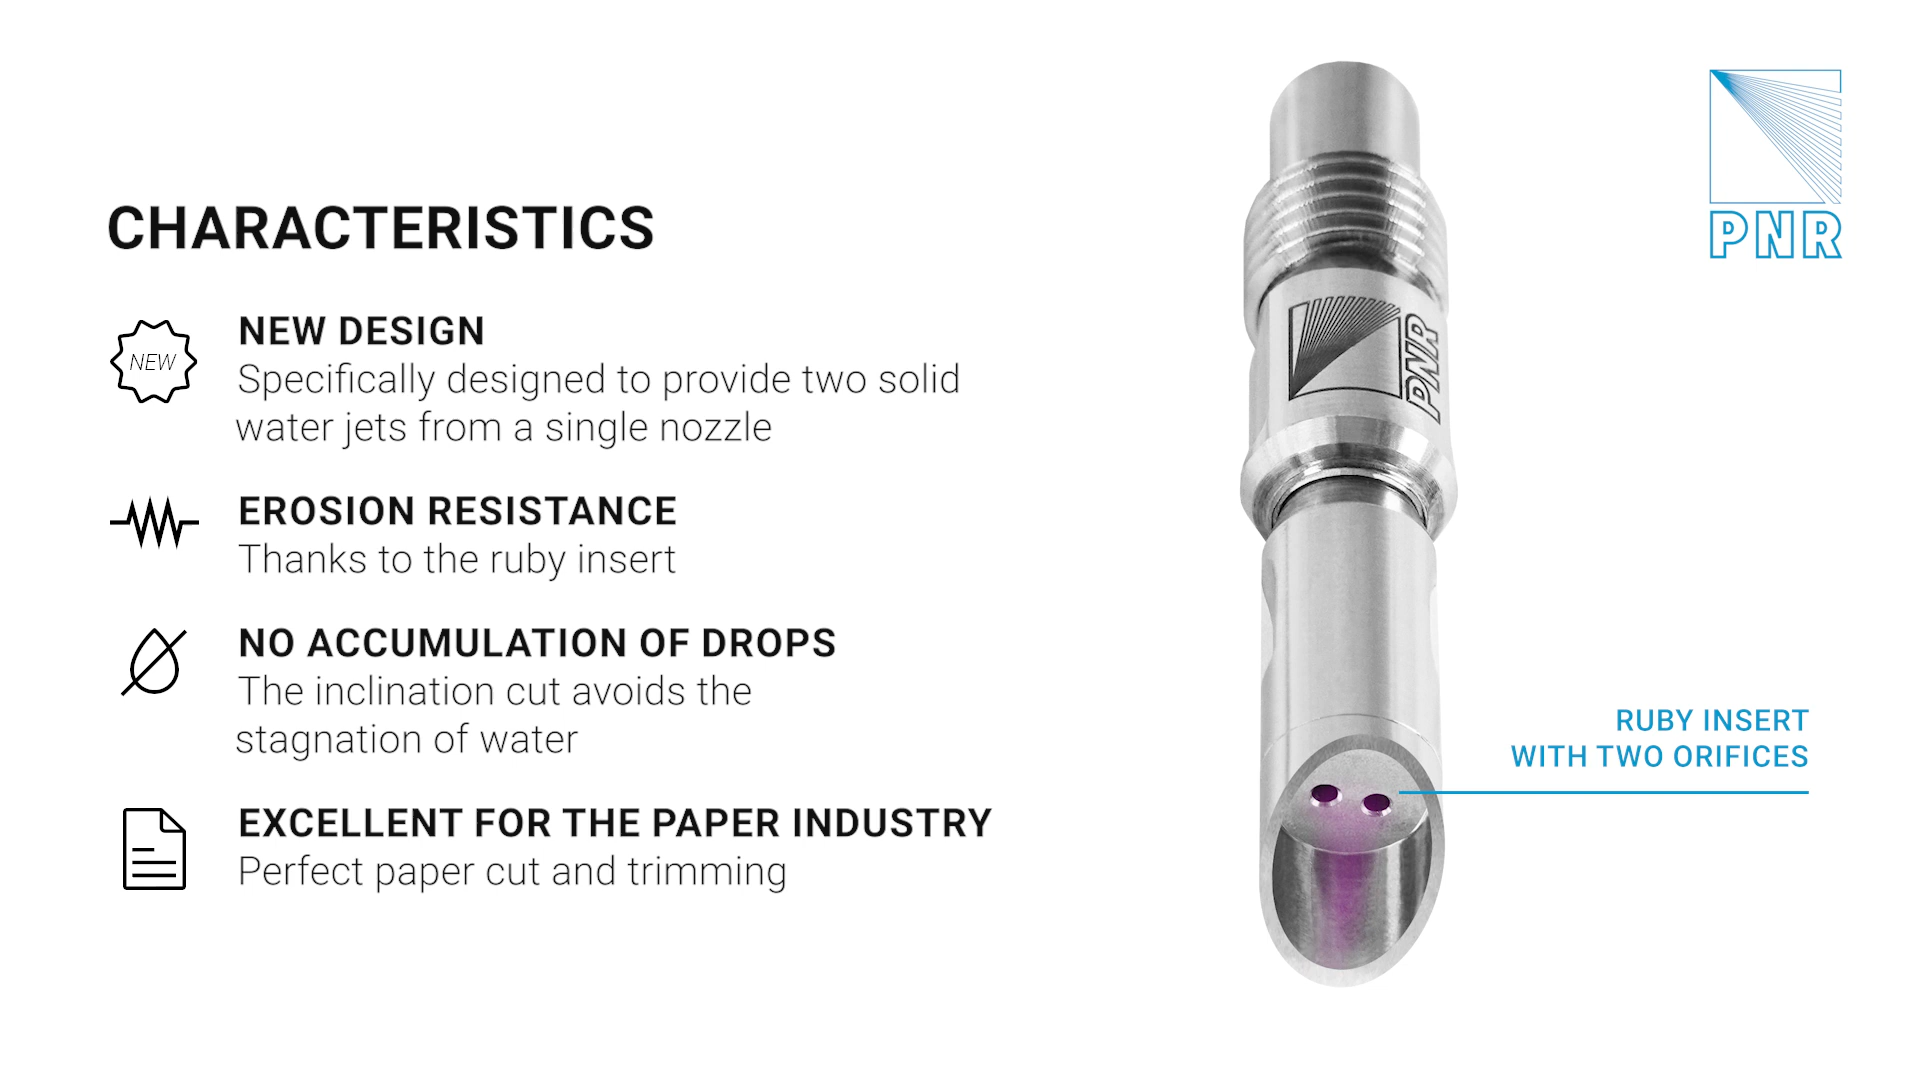 CHARACTERISTICS
NEW
NEW DESIGN
Specifically designed to provide two solid
water jets from a single nozzle
EROSION RESISTANCE
Thanks to the ruby insert
NO ACCUMULATION OF DROPS
The inclination cut avoids the
stagnation of water
EXCELLENT FOR THE PAPER INDUSTRY
Perfect paper cut and trimming
PNR
PNR
RUBY INSERT
WITH TWO ORIFICES